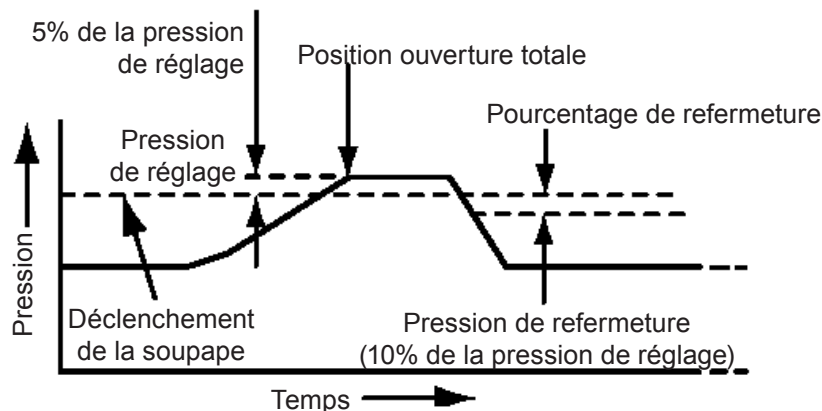 5% de la pression
de réglage
Position ouverture totale
Pourcentage de refermeture
Pression
de réglage
Pression
Déclenchement
de la soupape
Pression de refermeture
(10% de la pression de réglage)
Temps